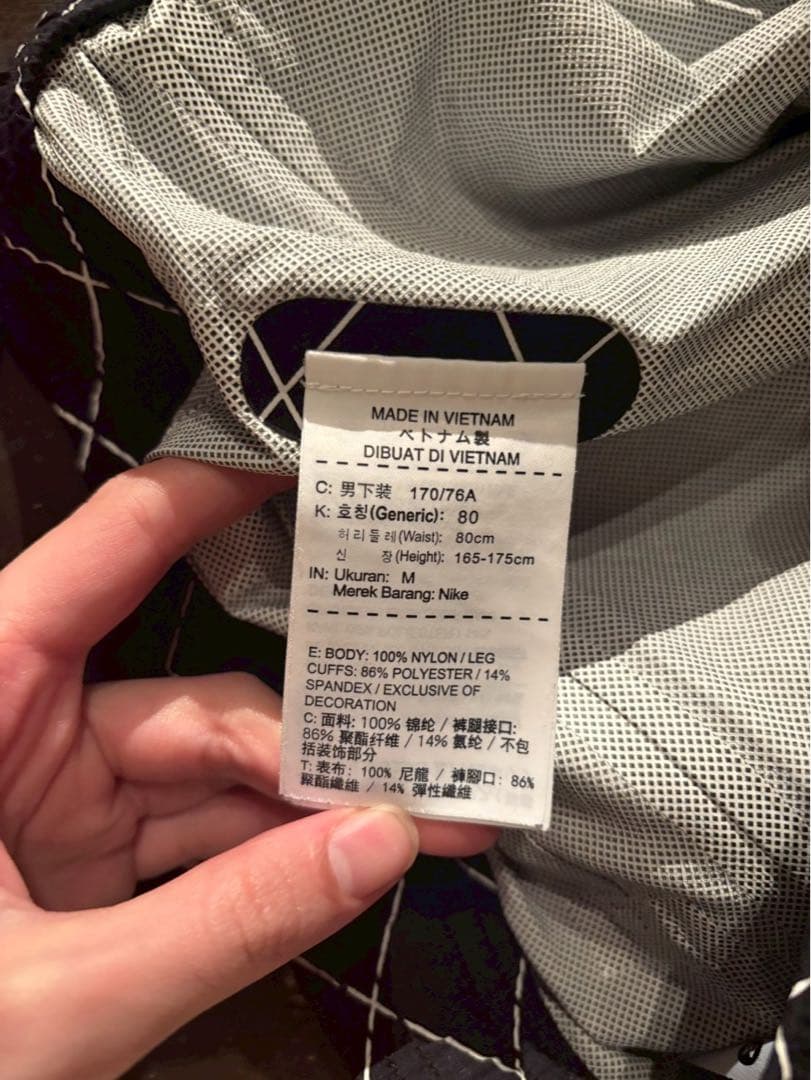 MADE IN VIETNAM
ベトナム製
DIBUAT DI VIETNAM
C: 男下装 170/76A
K: 호칭(Generic): 80
허리둘레(Waist): 80cm
신 장(Height): 165-175cm
IN: Ukuran: M
Merek Barang: Nike
E: BODY: 100% NYLON / LEG
CUFFS: 86% POLYESTER / 14%
SPANDEX / EXCLUSIVE OF
DECORATION
C: 面料: 100% 锦纶 / 裤腿接口:
86% 聚酯纤维 / 14% 氨纶 / 不包
括装饰部分
T: 表布: 100% 尼龍 / 褲腳口: 86%
聚酯纖維 / 14% 彈性纖維